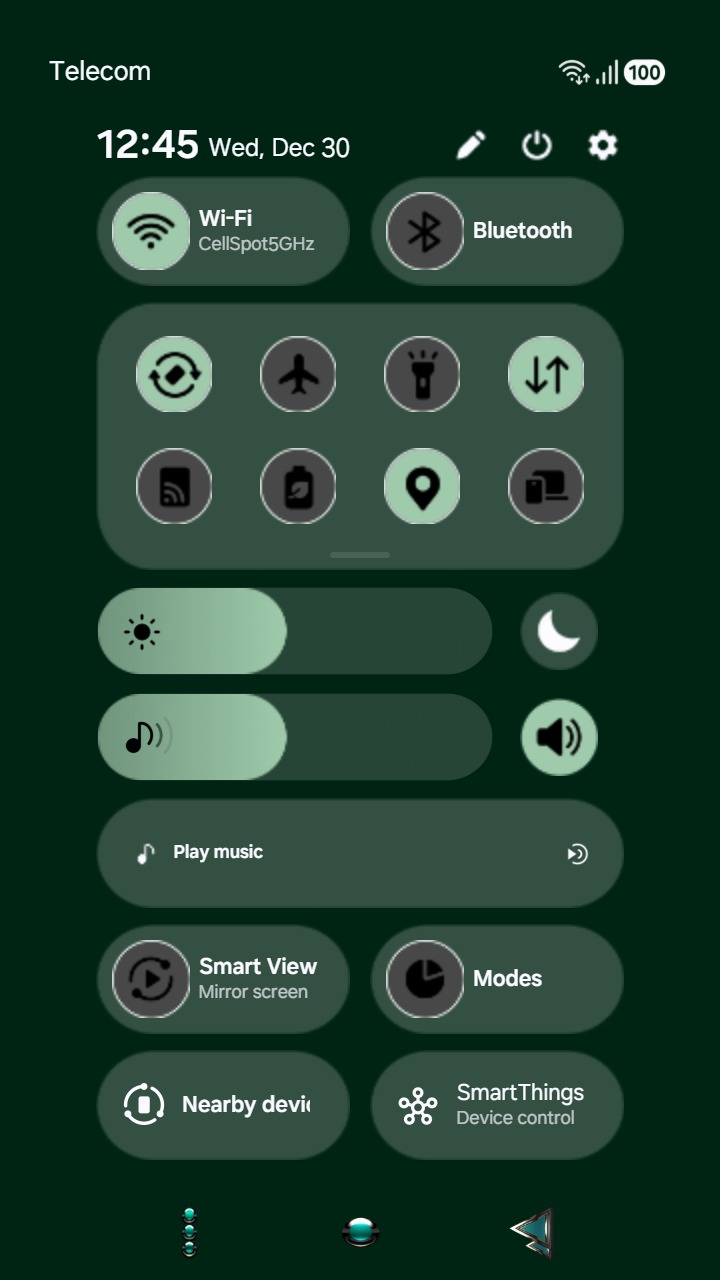 Telecom
100
12:45 Wed, Dec 30
Wi-Fi
CellSpot5GHz
Bluetooth
Play music
Smart View
Mirror screen
Modes
Nearby devi
SmartThings
Device control